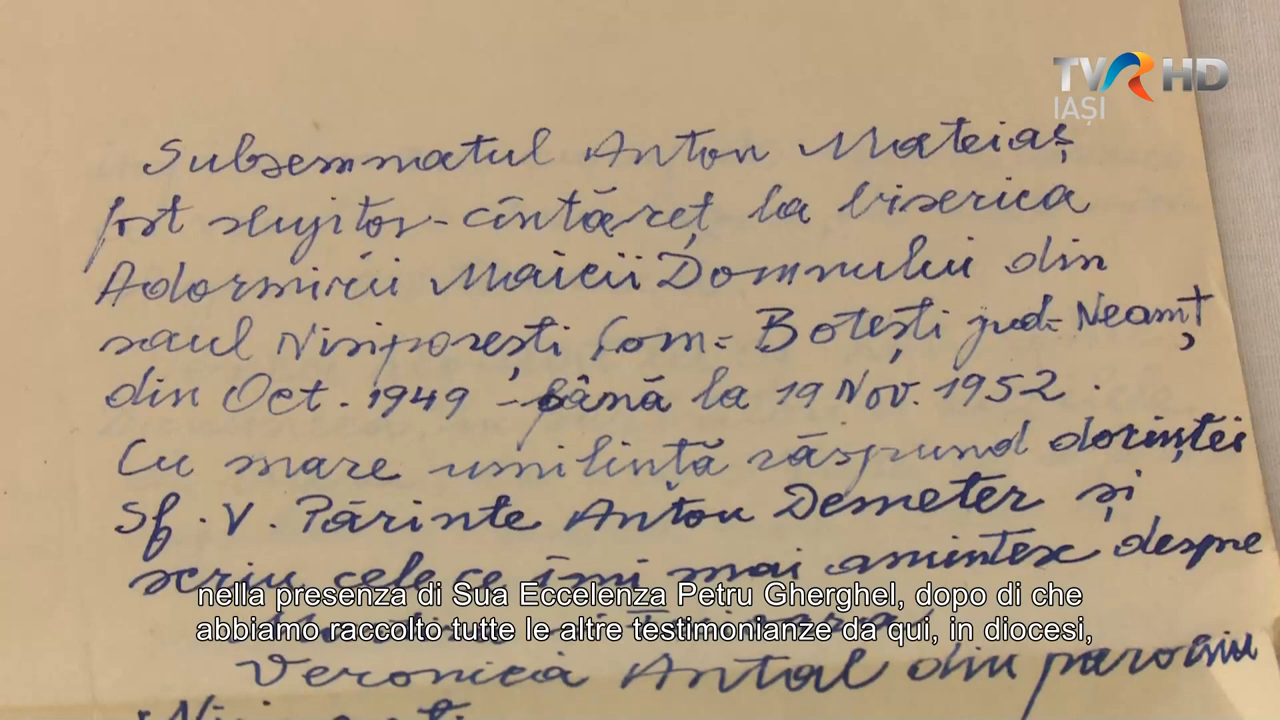 TVR HD
IAȘI
Subsemnatul Anton Mateiaș
fost slujitor-cîntăreț la biserica
Adormirii Maicii Domnului din
satul Nisiporești Com= Botești jud= Neamț
din Oct. 1949 - până la 19 Nov. 1952.
Cu mare umilință răspund dorinței
Sf. V. Părinte Anton Demeter și
scriu cele ce îmi mai amintesc despre
nella presenza di Sua Eccelenza Petru Gherghel, dopo di che
abbiamo raccolto tutte le altre testimonianze da qui, in diocesi,
Veronica Antal din parohiu